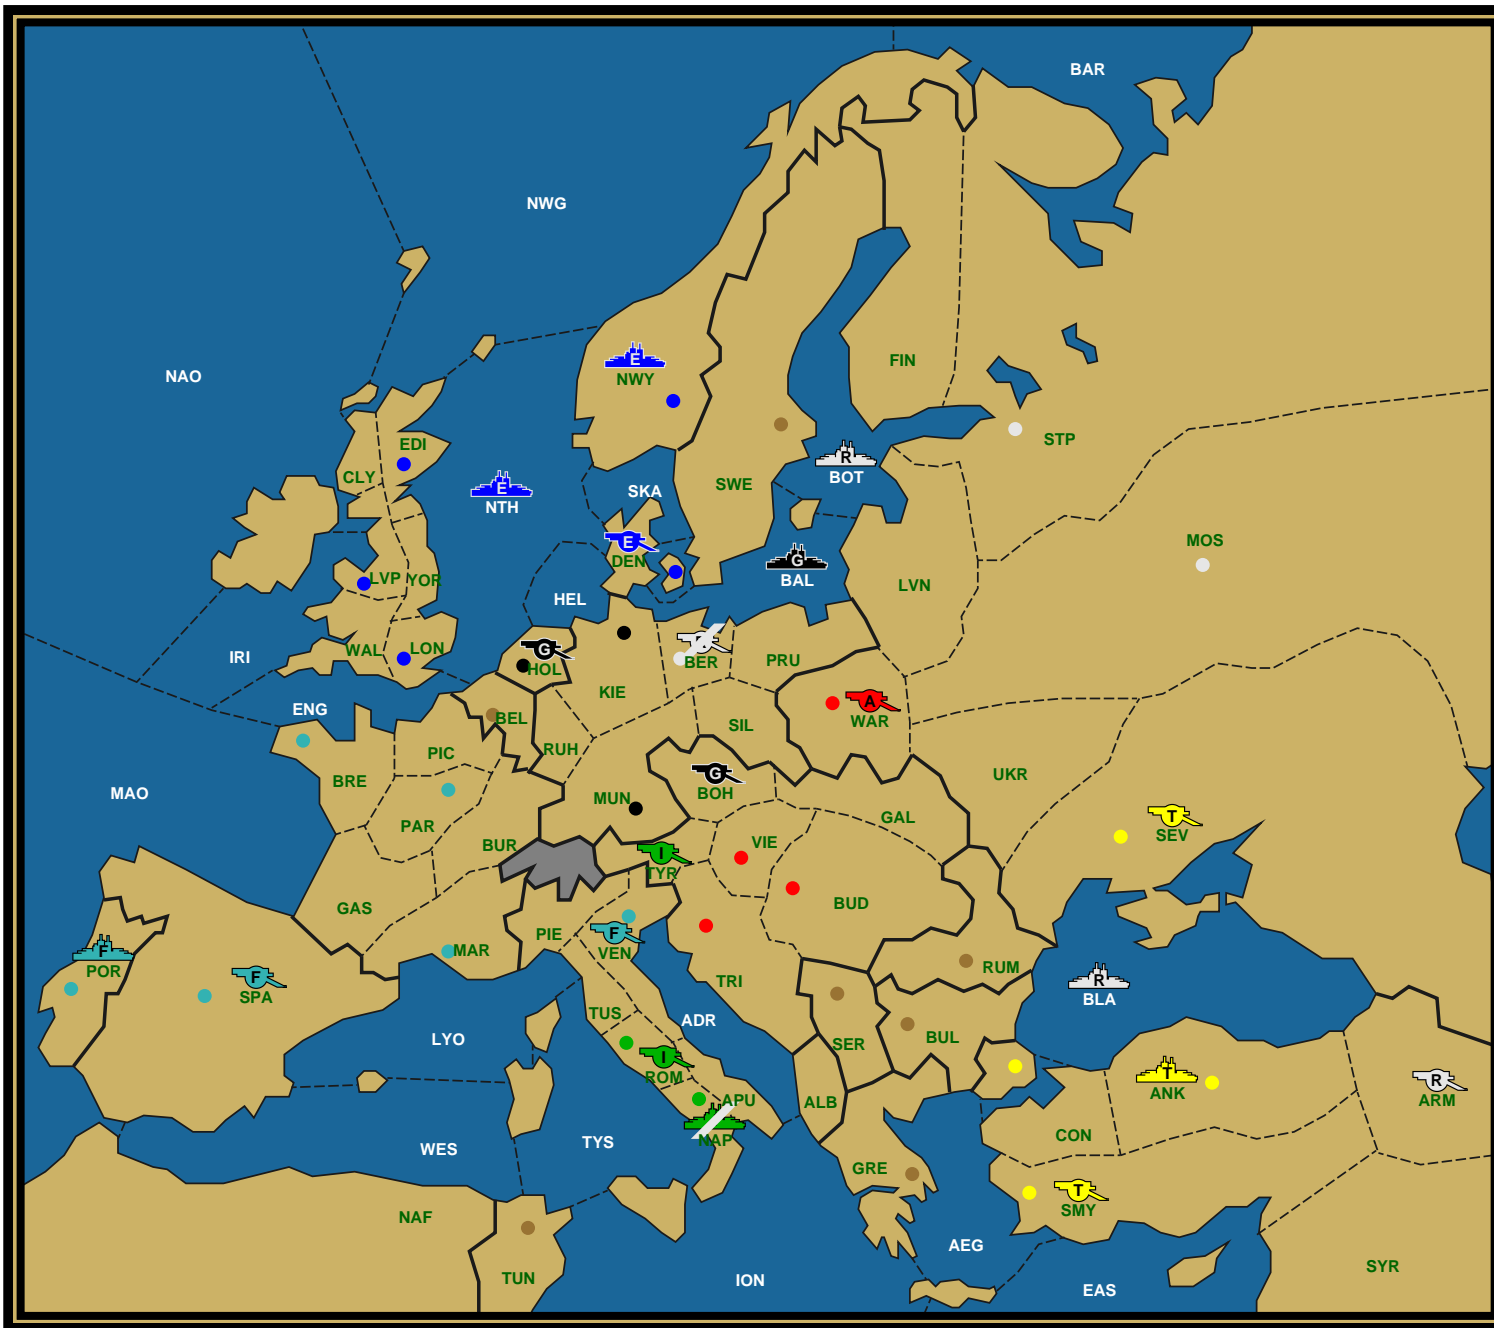 BAR
NWG
NAO
FIN
E
NWY
STP
EDI
CLY
R
BOT
SWE
SKA
E
NTH
MOS
E
DEN
G
BAL
LVP
YOR
LVN
HEL
WAL
LON
IRI
G
HOL
BER
PRU
KIE
ENG
BEL
A
WAR
SIL
PIC
RUH
G
BOH
UKR
BRE
MAO
MUN
GAL
T
SEV
PAR
VIE
BUR
I
TYR
BUD
GAS
F
POR
PIE
F
VEN
MAR
RUM
F
SPA
TRI
R
BLA
TUS
ADR
LYO
SER
BUL
I
ROM
T
ANK
R
ARM
APU
ALB
NAP
CON
WES
TYS
GRE
T
SMY
NAF
AEG
SYR
TUN
ION
EAS